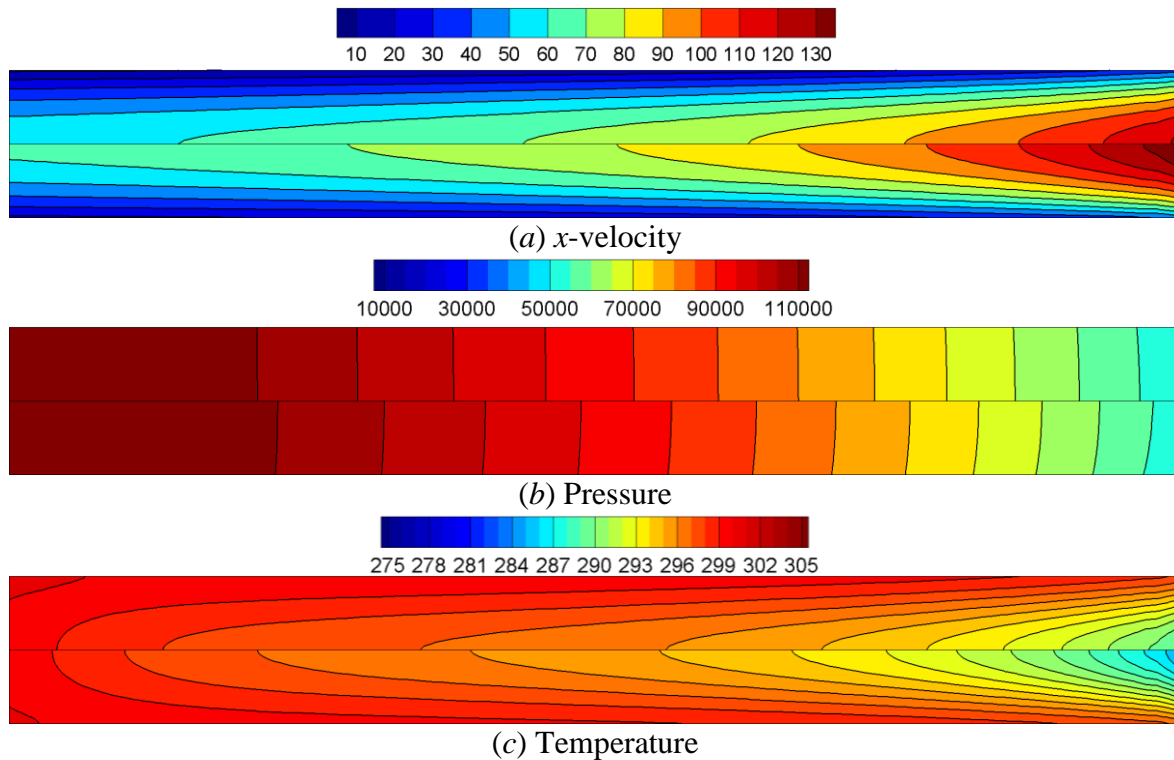 10 20 30 40 50 60 70 80 90 100 110 120 130
(a) x-velocity
10000 30000 50000 70000 90000 110000
(b) Pressure
275 278 281 284 287 290 293 296 299 302 305
(c) Temperature